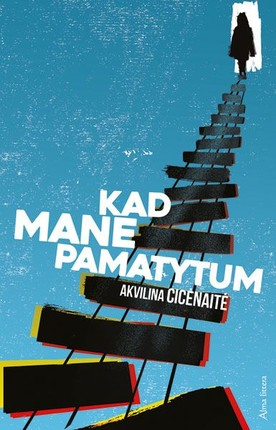 KAD
MANE
PAMATYTUM
AKVILINA CICĖNAITĖ
Alma littera